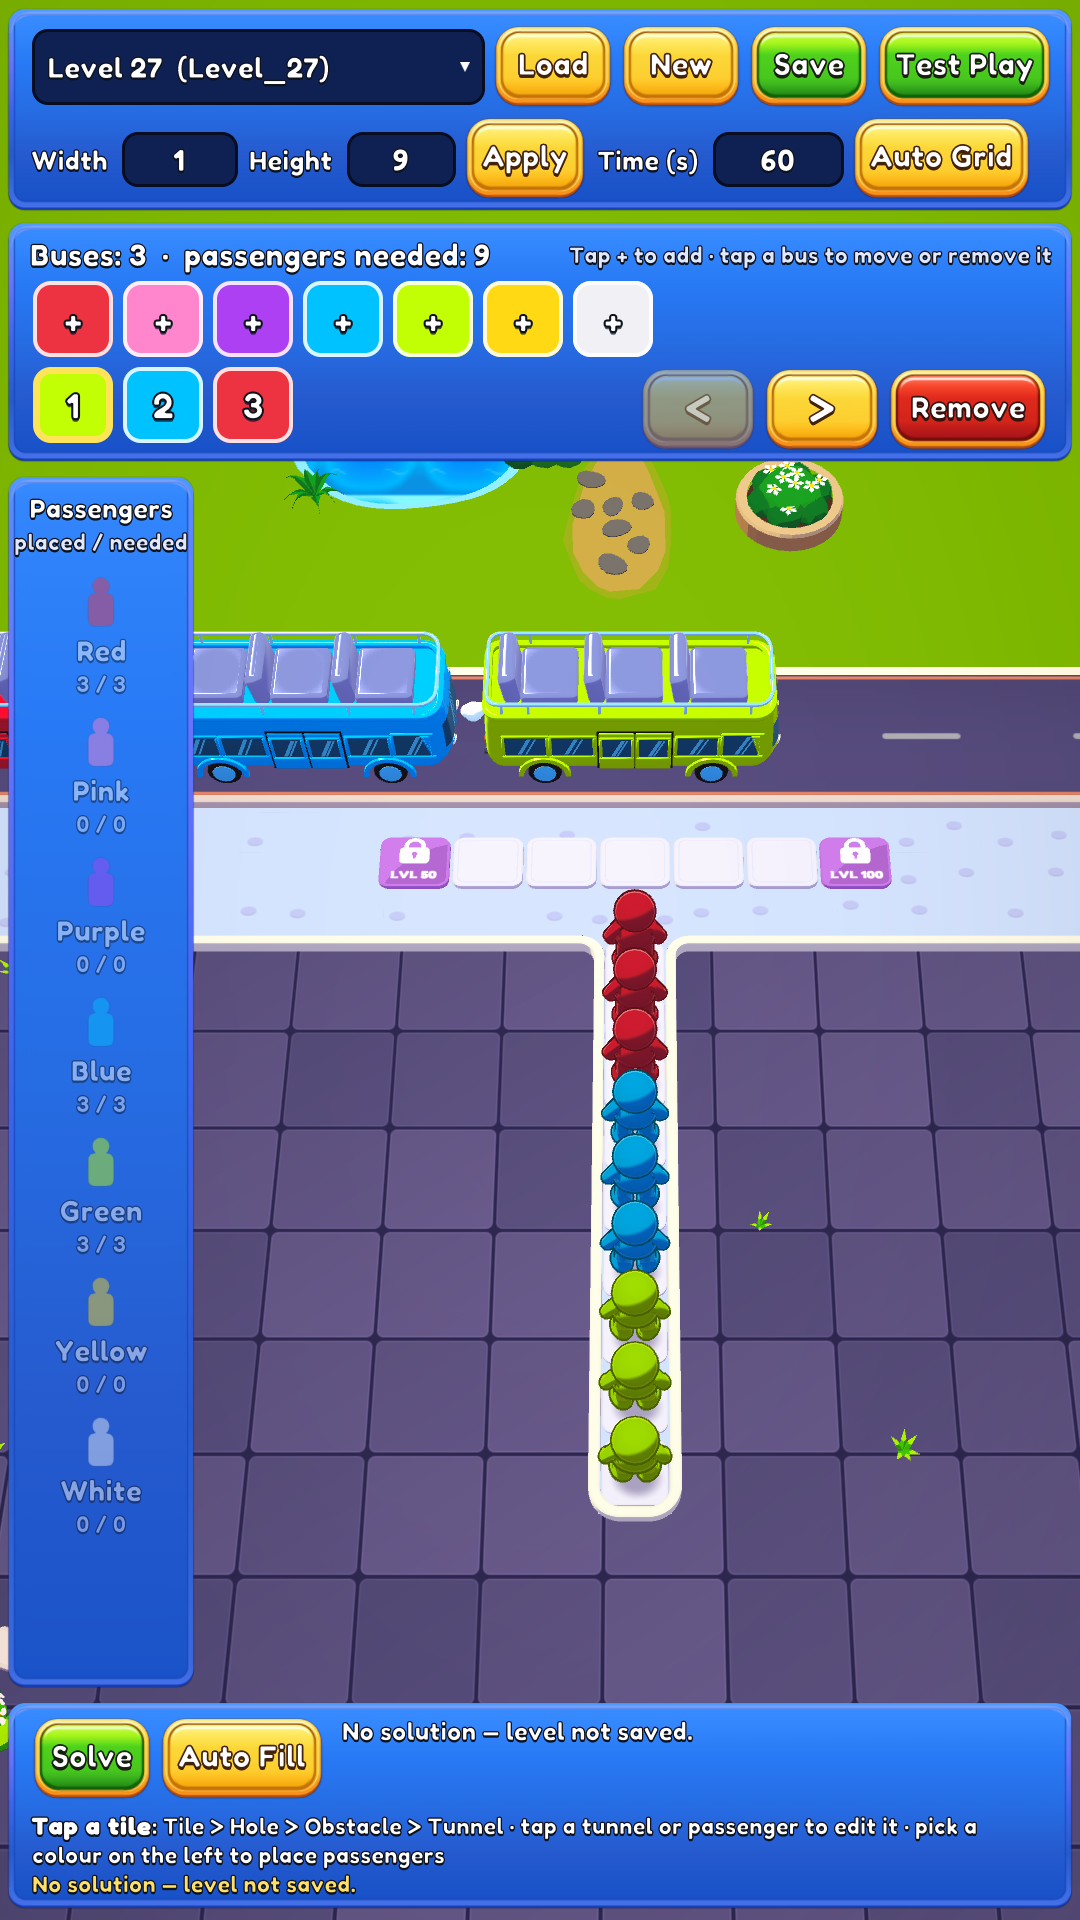 Level 27 (Level_27)
Load
New
Save
Test Play
Width
1
Height
9
Apply
Time (s)
60
Auto Grid
Buses: 3 · passengers needed: 9
Tap + to add · tap a bus to move or remove it
+ + + + + + +
1 2 3
<
>
Remove
Passengers
placed / needed
Red
3 / 3
Pink
0 / 0
Purple
0 / 0
Blue
3 / 3
Green
3 / 3
Yellow
0 / 0
White
0 / 0
LVL 50
LVL 100
Solve
Auto Fill
No solution – level not saved.
Tap a tile: Tile > Hole > Obstacle > Tunnel · tap a tunnel or passenger to edit it · pick a
colour on the left to place passengers
No solution – level not saved.